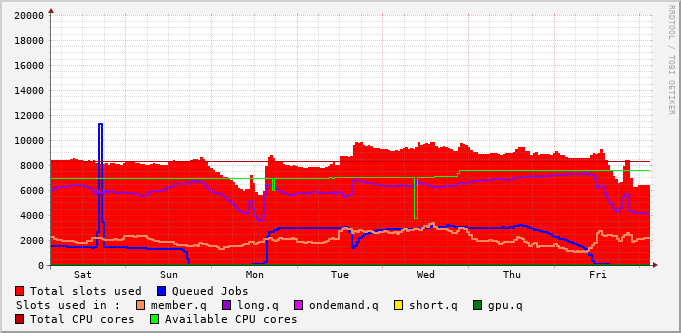 20000
18000
16000
14000
12000
10000
8000
6000
4000
2000
0
Sat Sun Mon Tue Wed Thu Fri
Total slots used Queued Jobs
Slots used in : member.q long.q ondemand.q short.q gpu.q
Total CPU cores Available CPU cores
RRDTOOL / TOBI OETIKER